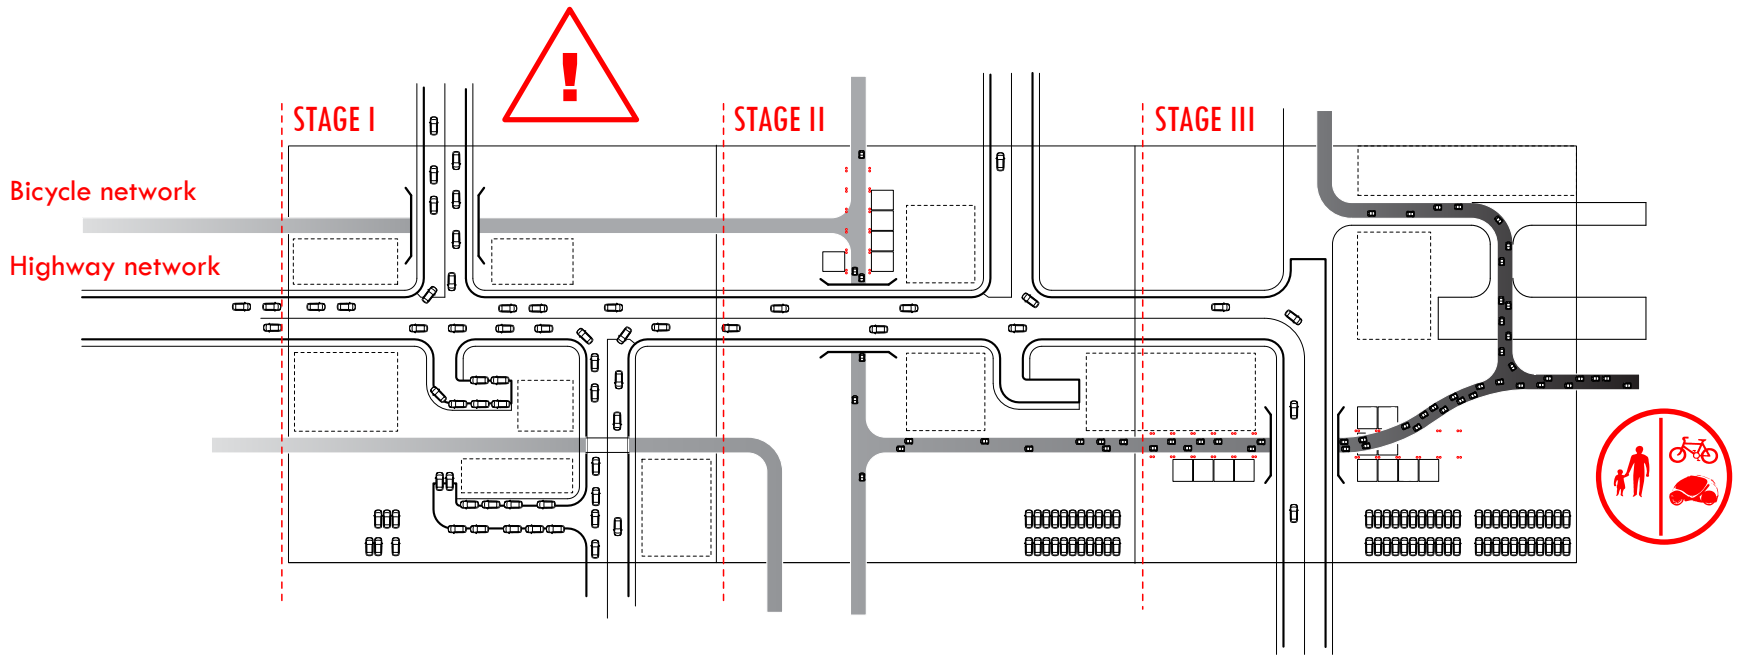 !
STAGE I
STAGE II
STAGE III
Bicycle network
Highway network